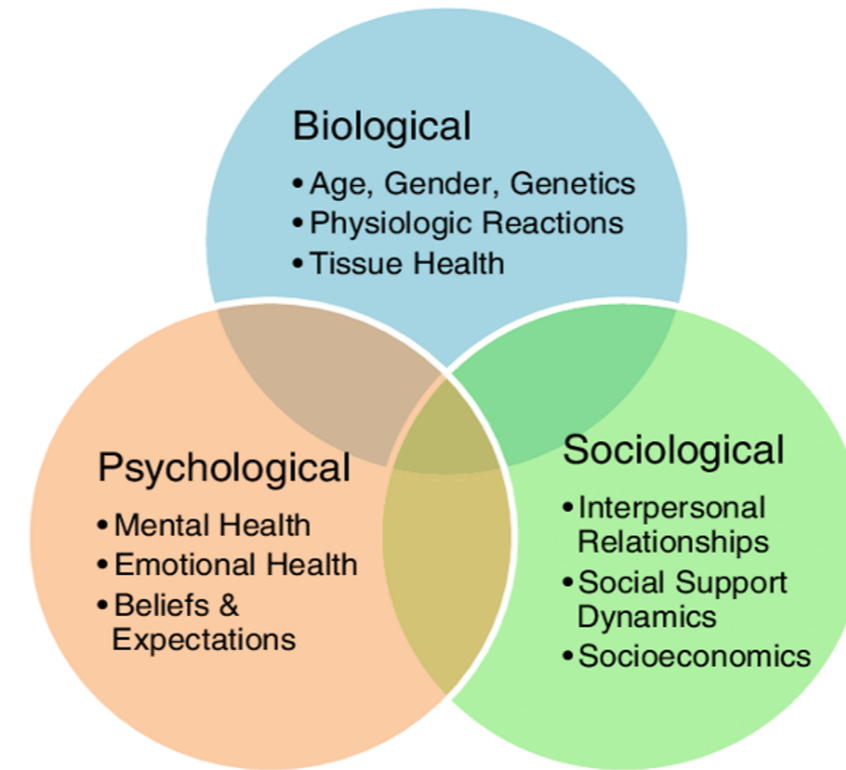 Biological
• Age, Gender, Genetics
• Physiologic Reactions
• Tissue Health
Psychological
• Mental Health
• Emotional Health
• Beliefs &
Expectations
Sociological
• Interpersonal
Relationships
• Social Support
Dynamics
• Socioeconomics